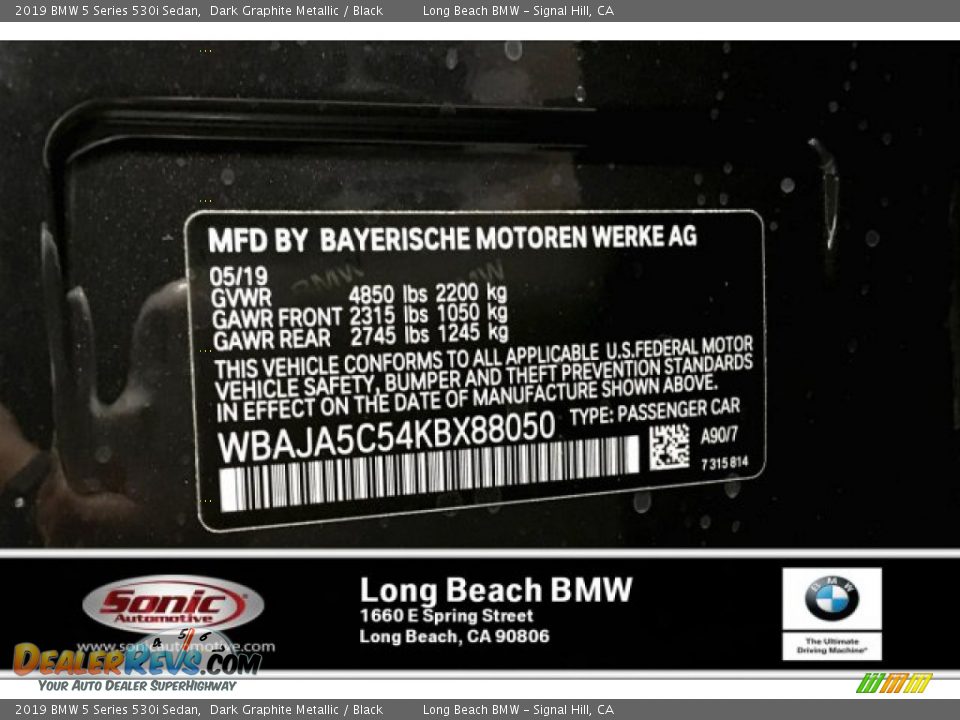 2019 BMW 5 Series 530i Sedan, Dark Graphite Metallic / Black Long Beach BMW - Signal Hill, CA
MFD BY BAYERISCHE MOTOREN WERKE AG
05/19
GVWR 4850 lbs 2200 kg
GAWR FRONT 2315 lbs 1050 kg
GAWR REAR 2745 lbs 1245 kg
THIS VEHICLE CONFORMS TO ALL APPLICABLE U.S.FEDERAL MOTOR
VEHICLE SAFETY, BUMPER AND THEFT PREVENTION STANDARDS
IN EFFECT ON THE DATE OF MANUFACTURE SHOWN ABOVE.
WBAJA5C54KBX88050 TYPE: PASSENGER CAR
A90/7
7 315 814
Sonic
Automotive
www.sonicautomotive.com
Long Beach BMW
1660 E Spring Street
Long Beach, CA 90806
BMW
The Ultimate
Driving Machine®
4 5 6
DealerRevs.com
Your Auto Dealer SuperHighway
2019 BMW 5 Series 530i Sedan, Dark Graphite Metallic / Black Long Beach BMW - Signal Hill, CA